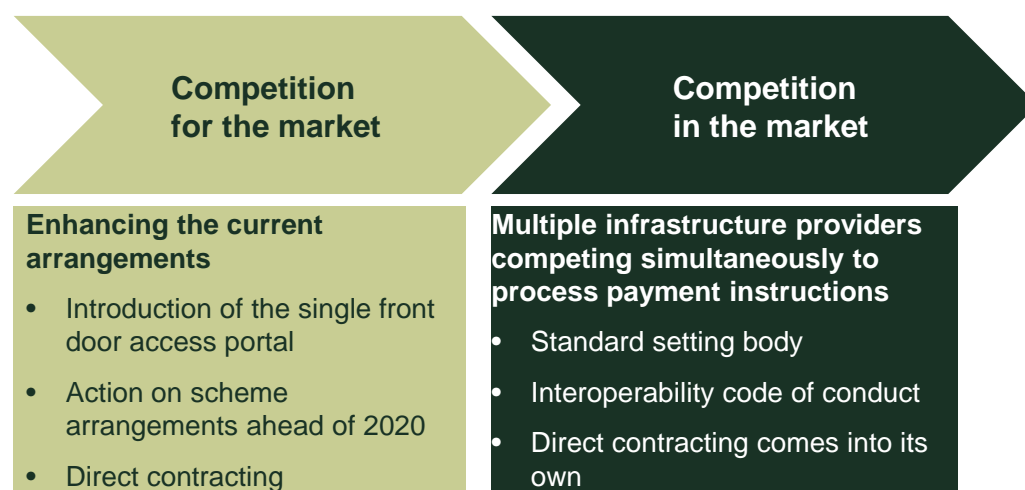 Competition
for the market
Competition
in the market
Enhancing the current
arrangements
• Introduction of the single front
door access portal
• Action on scheme
arrangements ahead of 2020
• Direct contracting
Multiple infrastructure providers
competing simultaneously to
process payment instructions
• Standard setting body
• Interoperability code of conduct
• Direct contracting comes into its
own